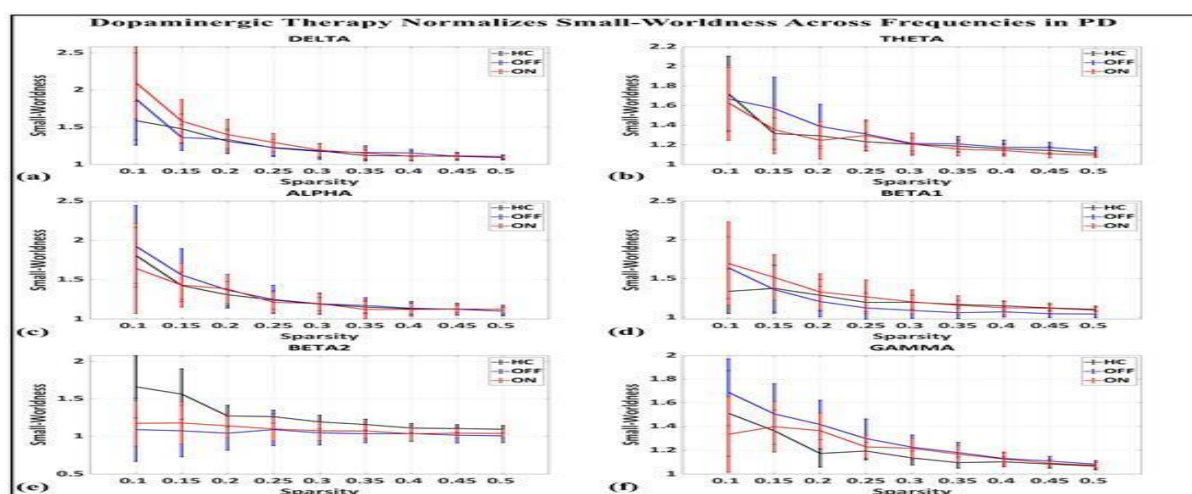 Dopaminergic Therapy Normalizes Small-Worldness Across Frequencies in PD
DELTA
Small-Worldness
2.5
2
1.5
1
HC
OFF
ON
0.1 0.15 0.2 0.25 0.3 0.35 0.4 0.45 0.5
Sparsity
(a)
THETA
Small-Worldness
2.2
2
1.8
1.6
1.4
1.2
1
HC
OFF
ON
0.1 0.15 0.2 0.25 0.3 0.35 0.4 0.45 0.5
Sparsity
(b)
ALPHA
Small-Worldness
2.5
2
1.5
1
HC
OFF
ON
0.1 0.15 0.2 0.25 0.3 0.35 0.4 0.45 0.5
Sparsity
(c)
BETA1
Small-Worldness
2.5
2
1.5
1
HC
OFF
ON
0.1 0.15 0.2 0.25 0.3 0.35 0.4 0.45 0.5
Sparsity
(d)
BETA2
Small-Worldness
2
1.5
1
0.5
HC
OFF
ON
0.1 0.15 0.2 0.25 0.3 0.35 0.4 0.45 0.5
Sparsity
(e)
GAMMA
Small-Worldness
2
1.8
1.6
1.4
1.2
1
HC
OFF
ON
0.1 0.15 0.2 0.25 0.3 0.35 0.4 0.45 0.5
Sparsity
(f)